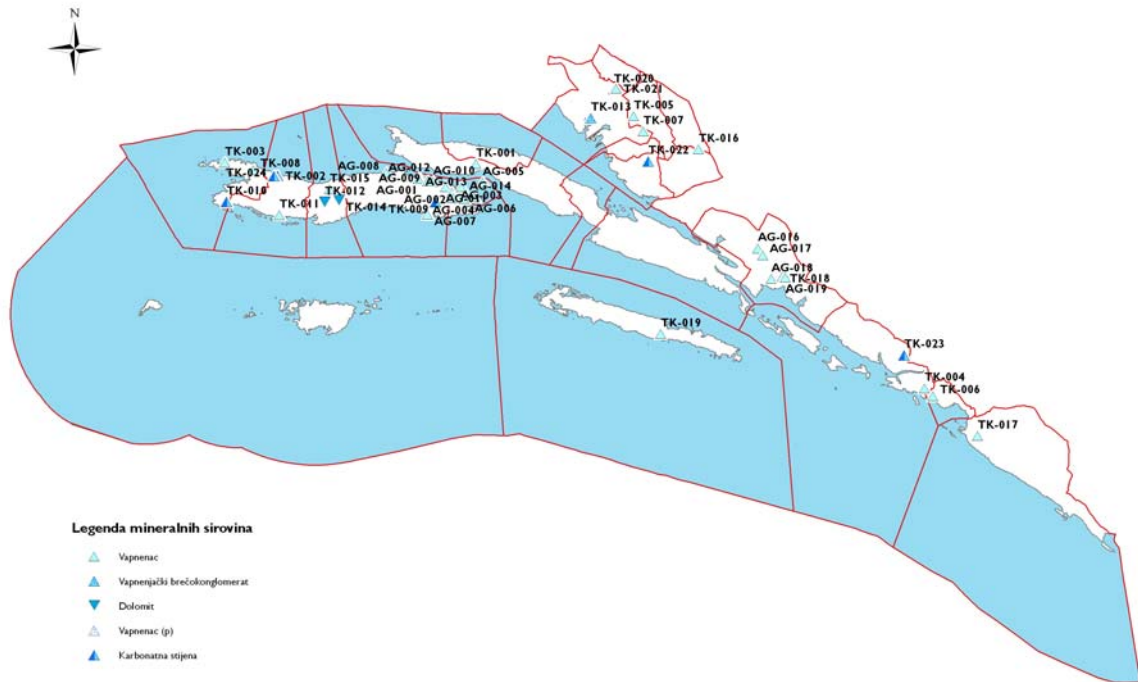 N
TK-020
TK-021
TK-013
TK-005
TK-007
TK-016
TK-022
TK-003
TK-008
TK-024
TK-002
TK-010
TK-011
TK-015
TK-012
TK-014
AG-008
AG-012
AG-010
TK-001
AG-005
AG-009
AG-013
AG-014
AG-001
AG-002
AG-003
TK-009
AG-004
AG-006
AG-007
AG-016
AG-017
AG-018
TK-018
AG-019
TK-019
TK-023
TK-004
TK-006
TK-017
Legenda mineralnih sirovina
Vapnenac
Vapnenjački brečokonglomerat
Dolomit
Vapnenac (p)
Karbonatna stijena